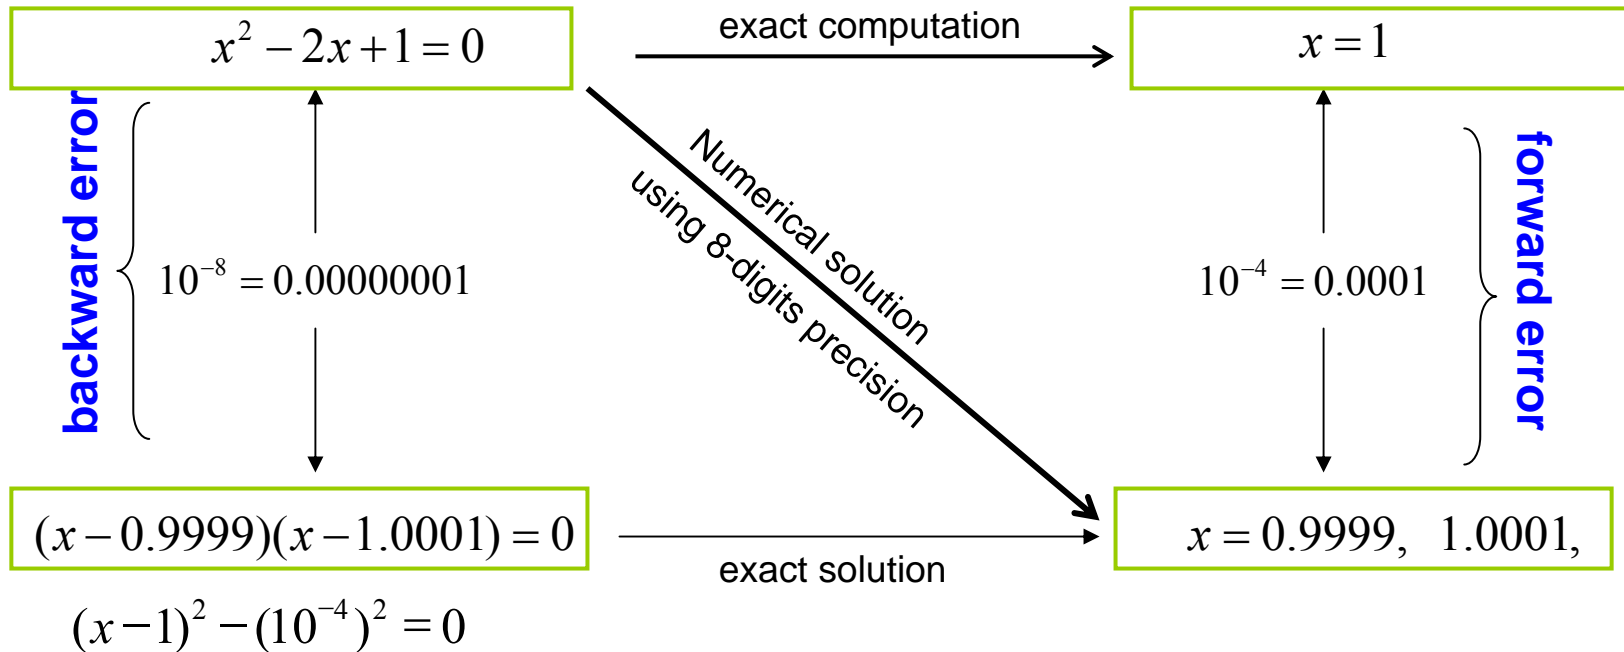 x² − 2x + 1 = 0
exact computation
x = 1
backward error
Numerical solution
using 8-digits precision
forward error
10⁻⁸ = 0.00000001
10⁻⁴ = 0.0001
(x − 0.9999)(x − 1.0001) = 0
exact solution
x = 0.9999, 1.0001,
(x − 1)² − (10⁻⁴)² = 0